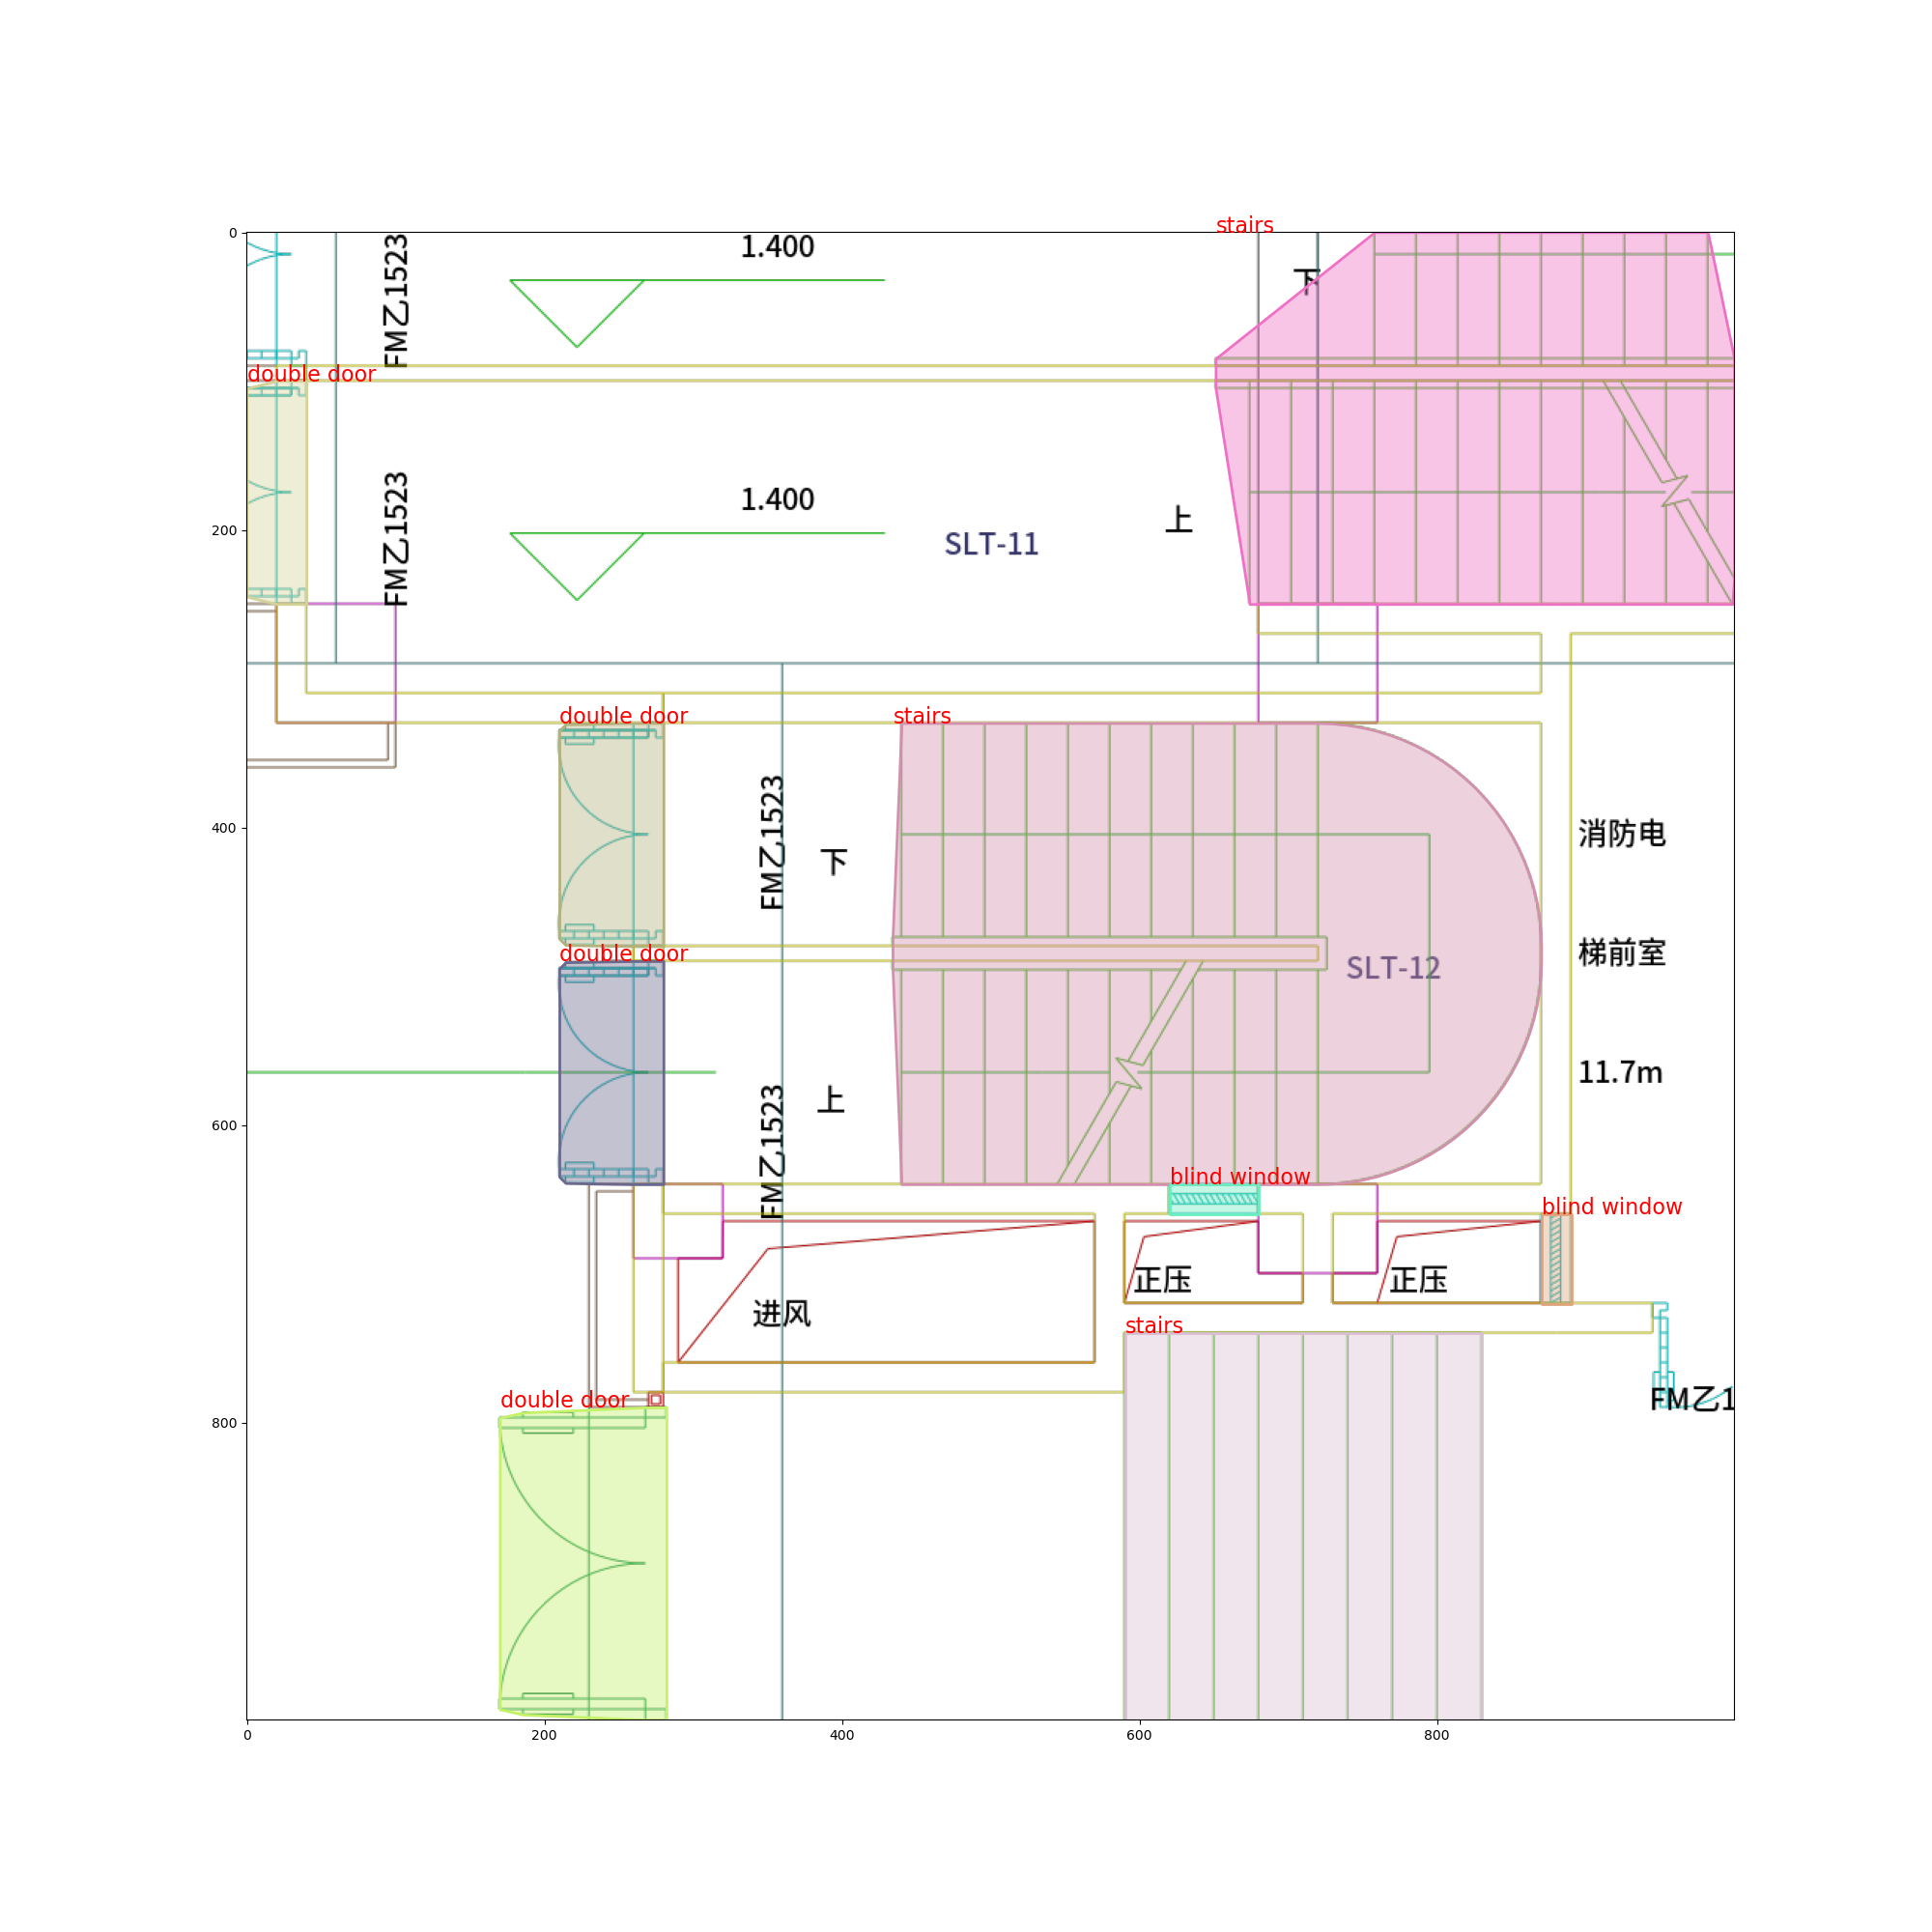 stairs
0
FM乙1523
1.400
下
double door
FM乙1523
1.400
上
200
SLT-11
double door
stairs
400
FM乙1523
下
消防电
double door
梯前室
SLT-12
11.7m
FM乙1523
上
600
blind window
blind window
进风
正压
正压
stairs
double door
FM乙1
800
0
200
400
600
800